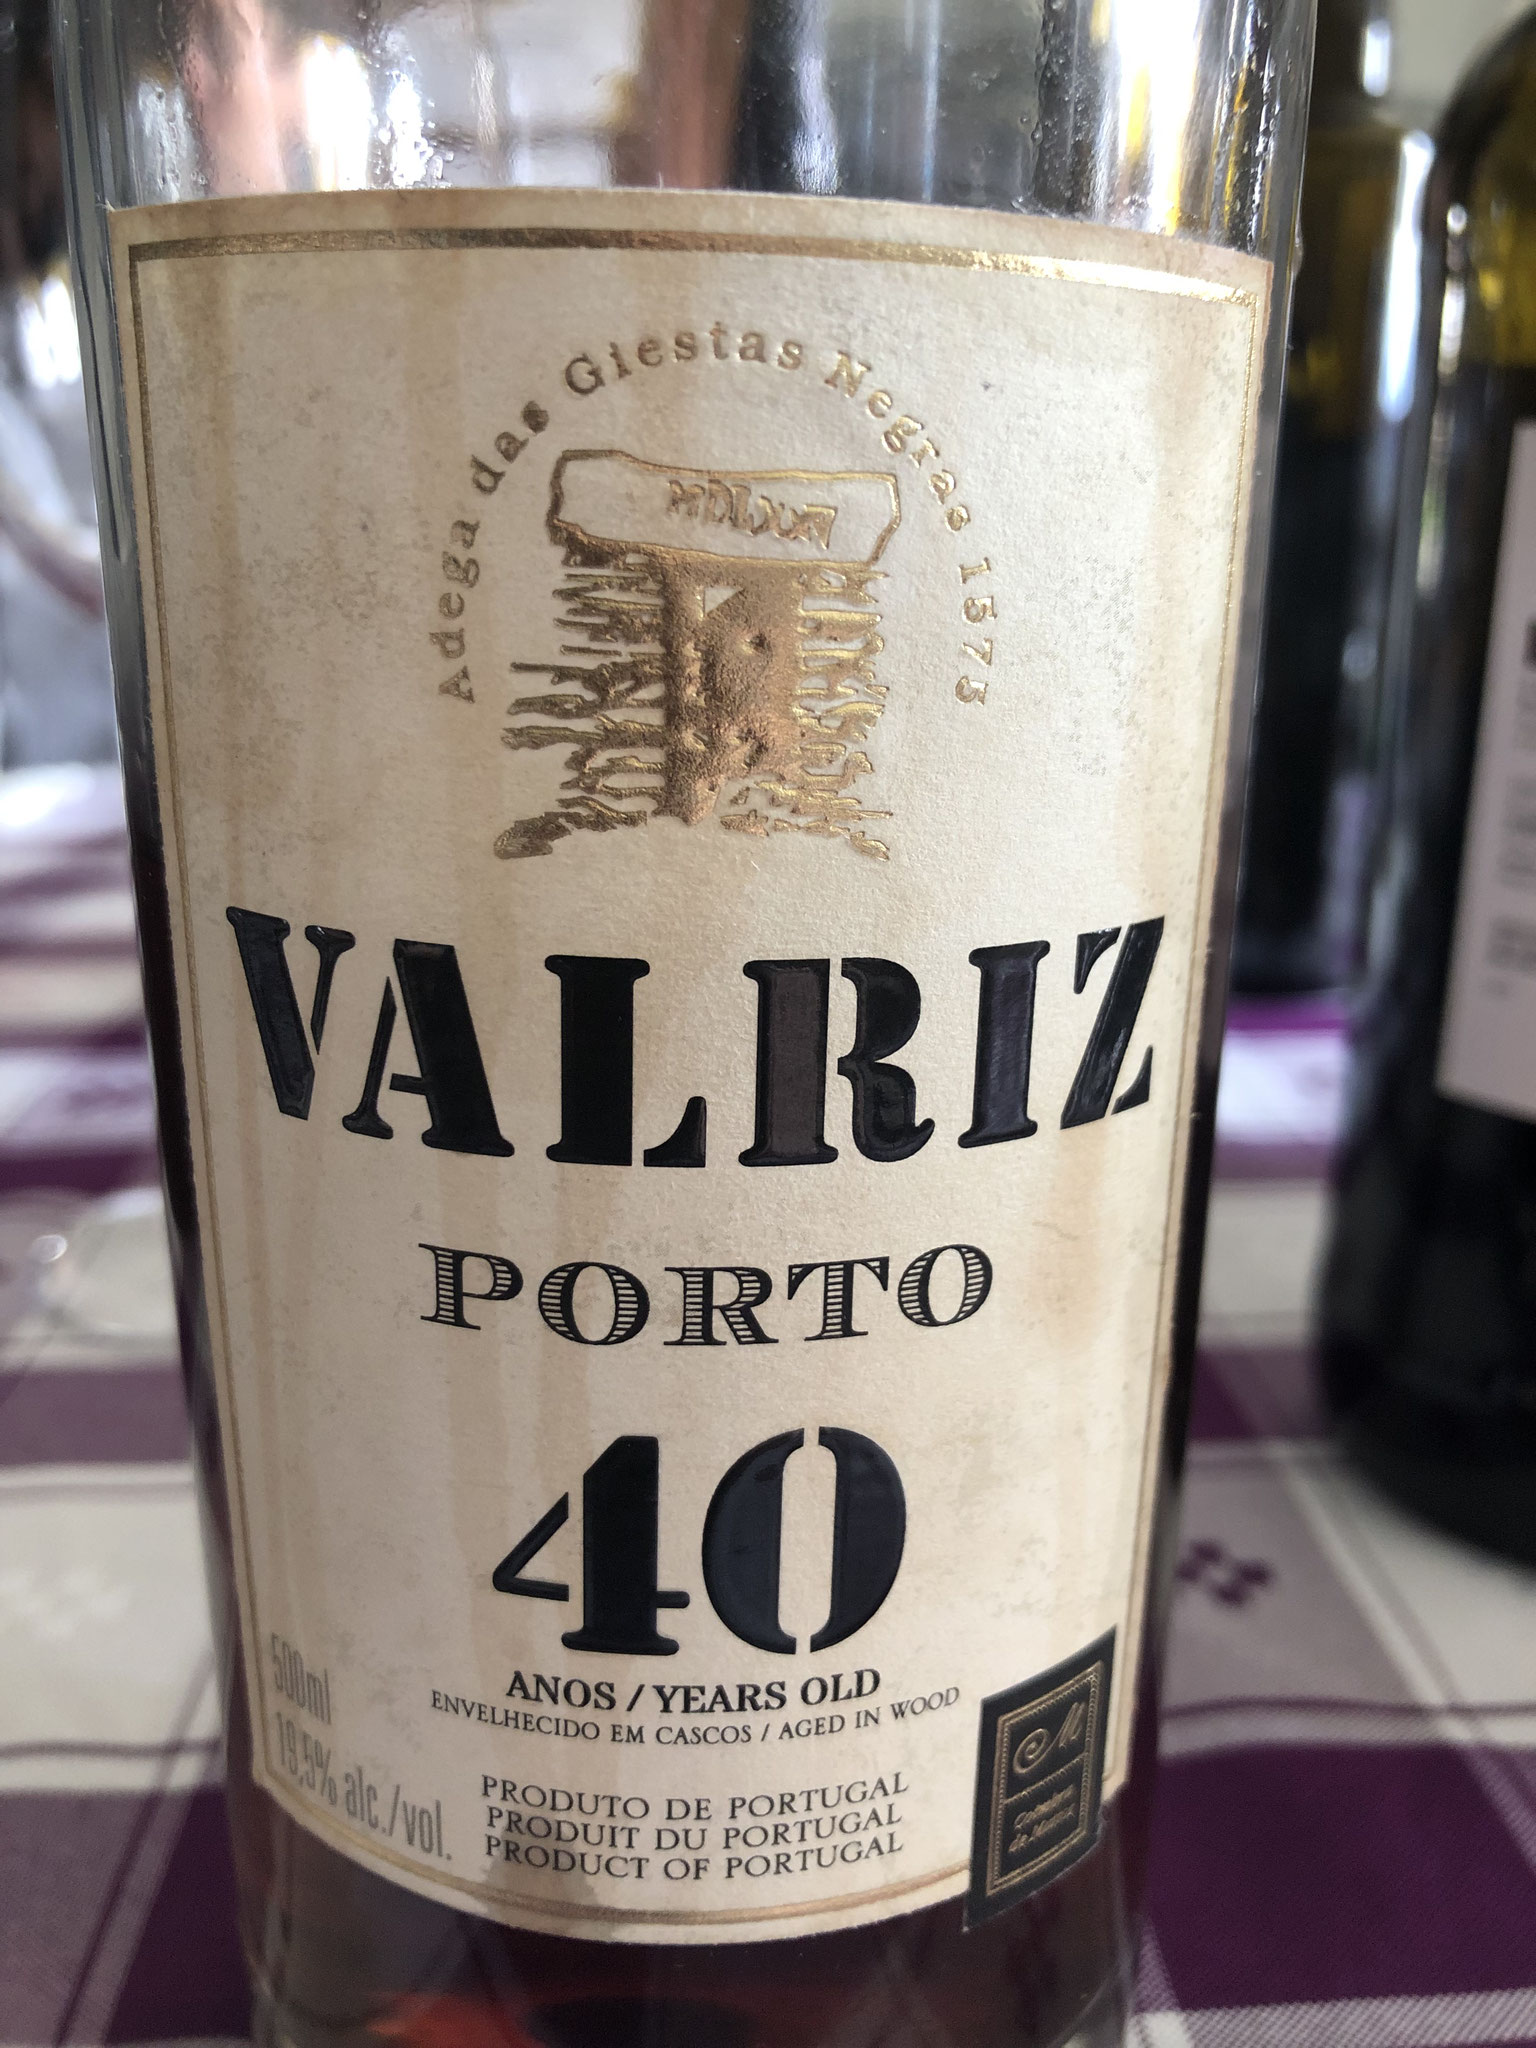 Adega das Giestas Negras 1575
VALRIZ
PORTO
40
ANOS / YEARS OLD
ENVELHECIDO EM CASCOS / AGED IN WOOD
500ml
19,5% alc./vol.
PRODUTO DE PORTUGAL
PRODUIT DU PORTUGAL
PRODUCT OF PORTUGAL
M